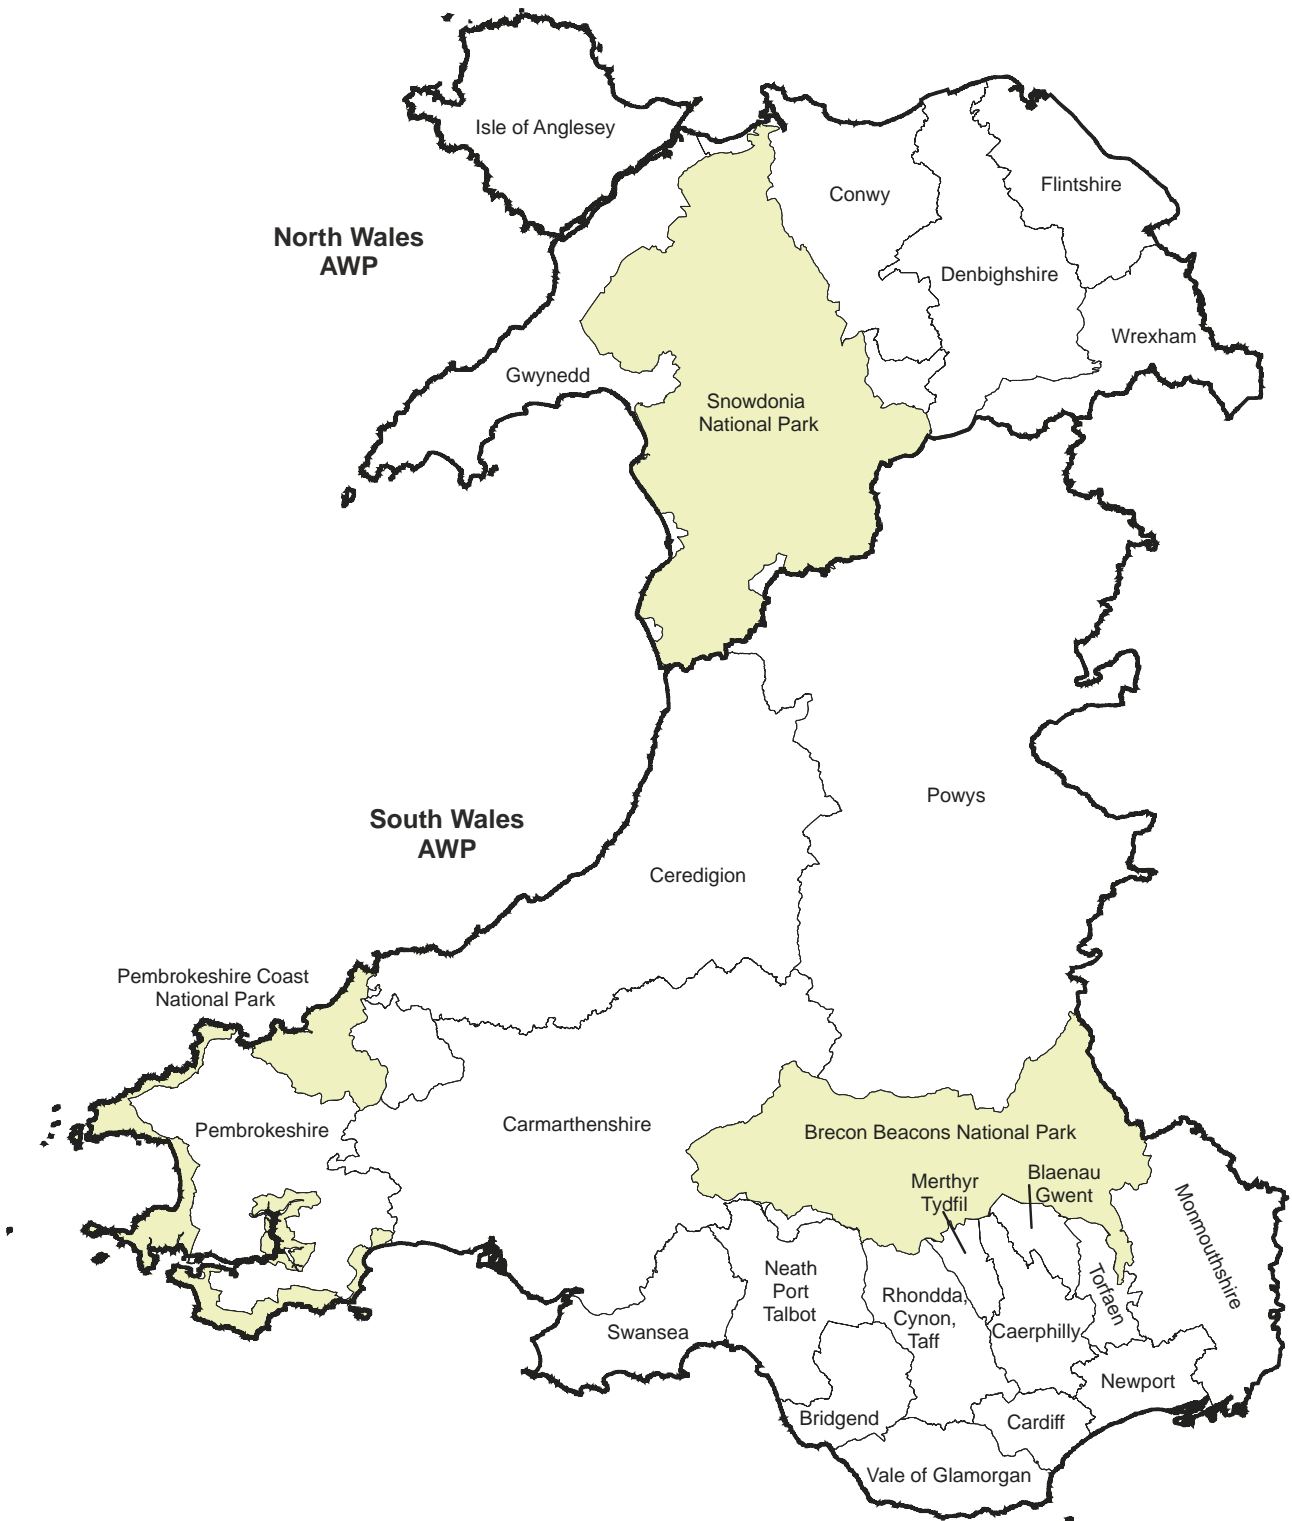 Isle of Anglesey
Conwy
Flintshire
North Wales
AWP
Denbighshire
Wrexham
Gwynedd
Snowdonia
National Park
Powys
South Wales
AWP
Ceredigion
Pembrokeshire Coast
National Park
Pembrokeshire
Carmarthenshire
Brecon Beacons National Park
Merthyr
Tydfil
Blaenau
Gwent
Monmouthshire
Neath
Port
Talbot
Rhondda,
Cynon,
Taff
Torfaen
Swansea
Caerphilly
Newport
Bridgend
Cardiff
Vale of Glamorgan